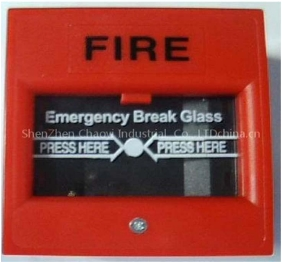 FIRE
Emergency Break Glass
ShenZhen Chaoyi Industrial Co., LTDchina.cn
PRESS HERE PRESS HERE